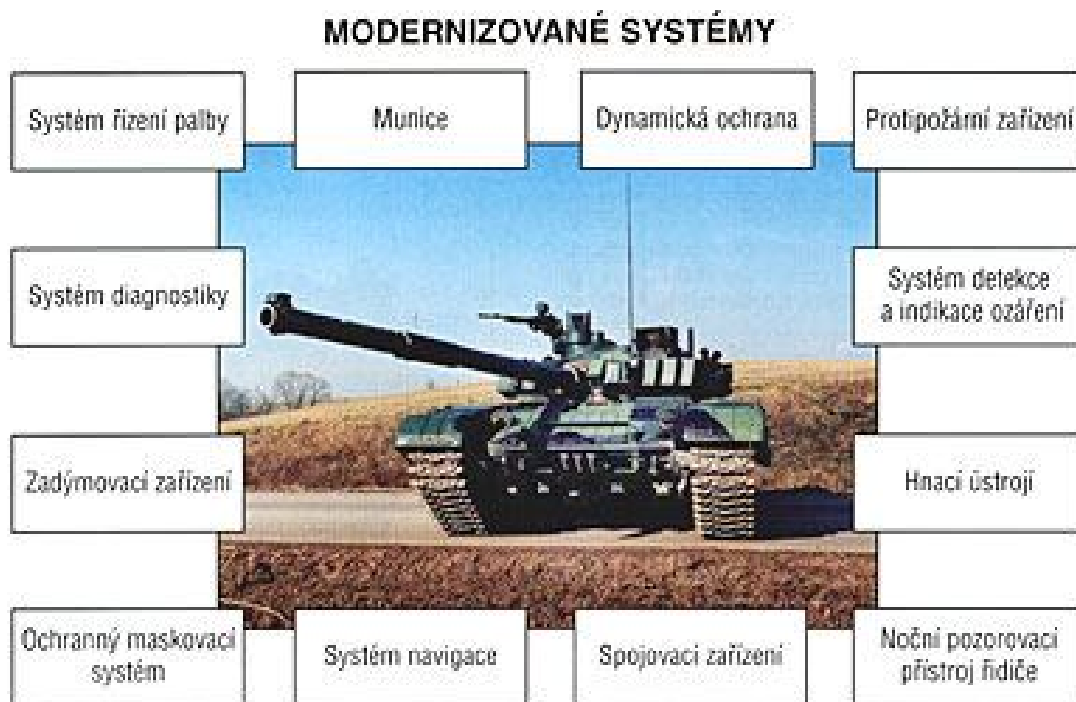 MODERNIZOVANÉ SYSTÉMY
Systém řízení palby
Munice
Dynamická ochrana
Protipožární zařízení
Systém diagnostiky
Systém detekce
a indikace ozáření
Zadýmovací zařízení
Hnací ústrojí
Ochranný maskovací
systém
Systém navigace
Spojovací zařízení
Noční pozorovací
přístroj řidiče